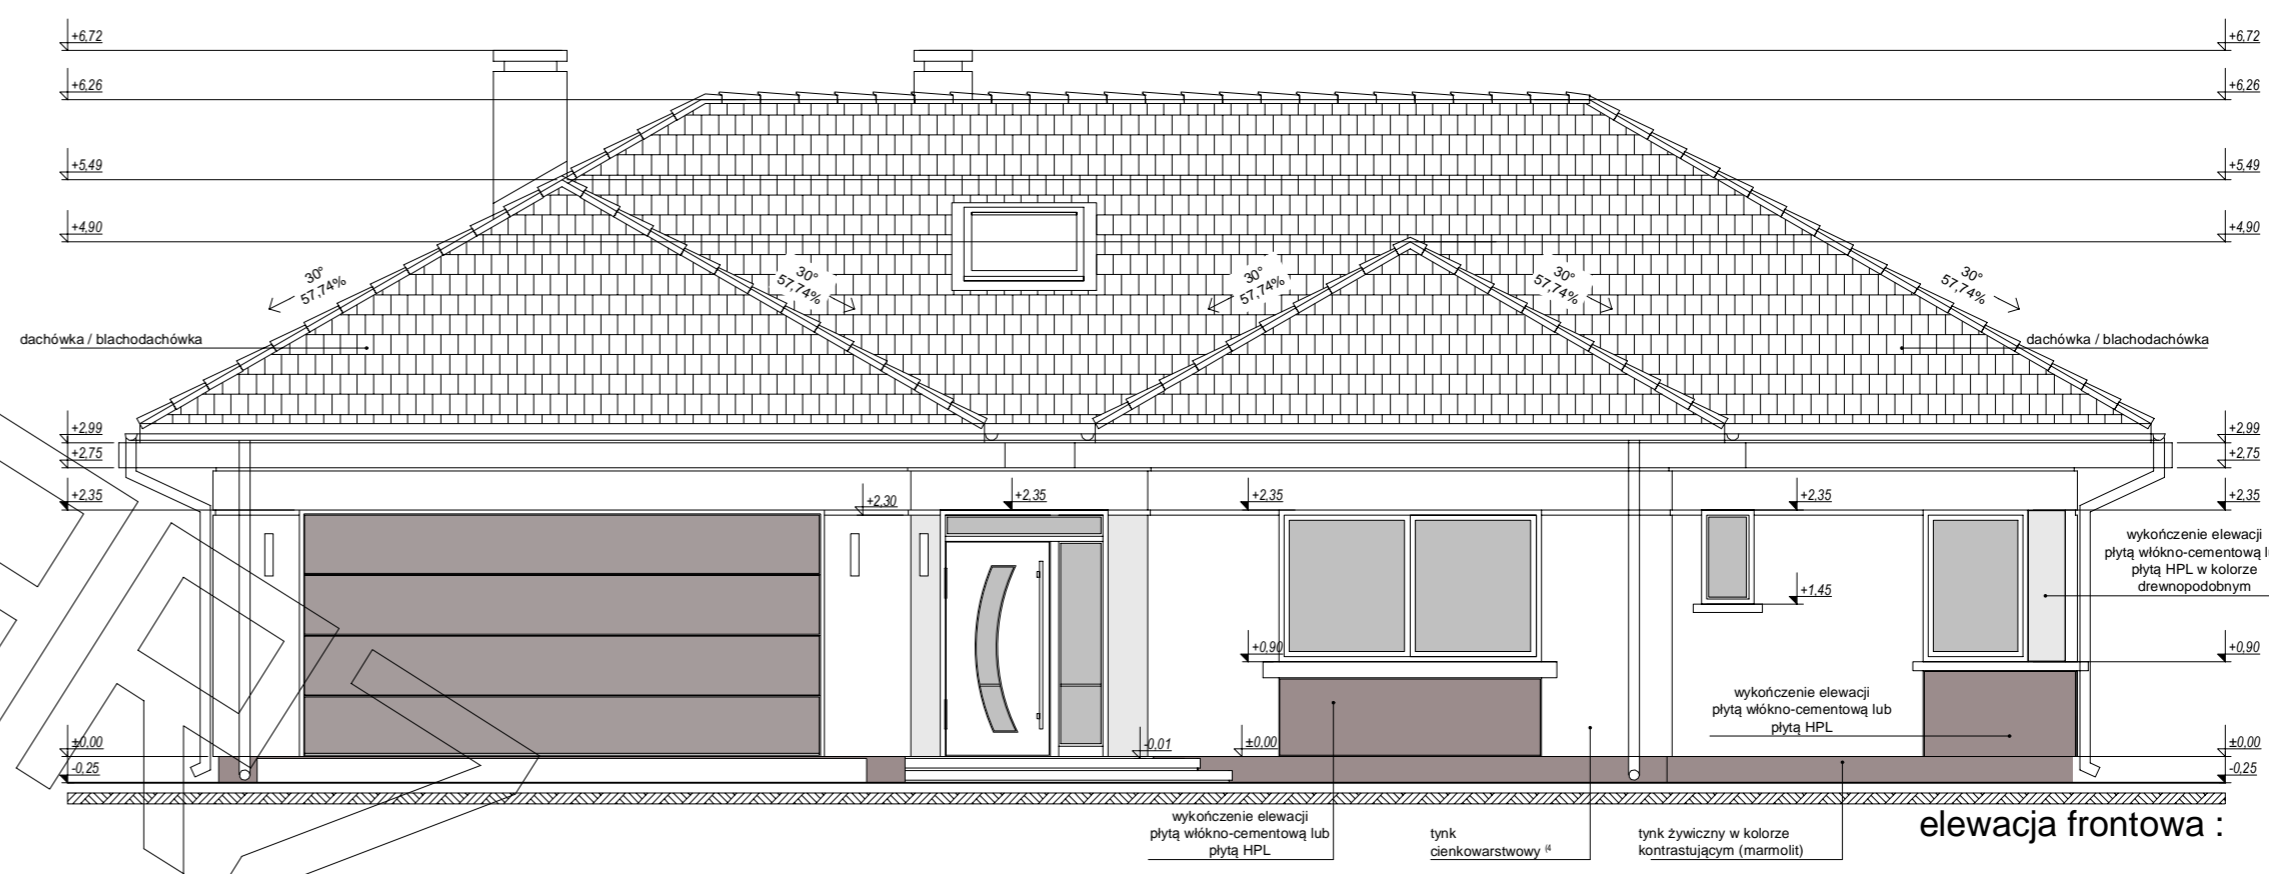 +6,72
+6,72
+6,26
+6,26
+5,49
+5,49
+4,90
+4,90
30°
57,74%
30°
57,74%
30°
57,74%
30°
57,74%
30°
57,74%
dachówka / blachodachówka
dachówka / blachodachówka
+2,99
+2,99
+2,75
+2,75
+2,35
+2,30
+2,35
+2,35
+2,35
+2,35
wykończenie elewacji
płytą włókno-cementową l
płytą HPL w kolorze
drewnopodobnym
+1,45
+0,90
+0,90
wykończenie elewacji
płytą włókno-cementową lub
płytą HPL
±0,00
-0,01
±0,00
±0,00
-0,25
-0,25
wykończenie elewacji
płytą włókno-cementową lub
płytą HPL
tynk
cienkowarstwowy (4
tynk żywiczny w kolorze
kontrastującym (marmolit)
elewacja frontowa :